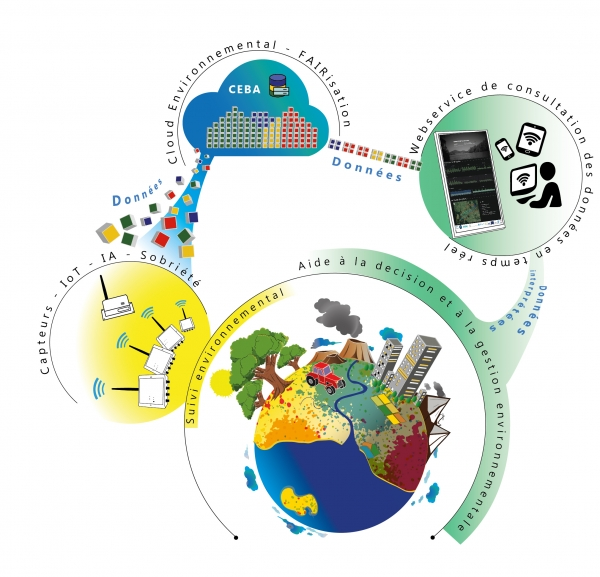 Cloud Environnemental - FAIRisation
CEBA
Webservice de consultation des données en temps réel
Données
Données
Capteurs - IoT - IA - Sobriété
Aide à la decision et à la gestion environnementale
Données
interprétées
Suivi environnemental